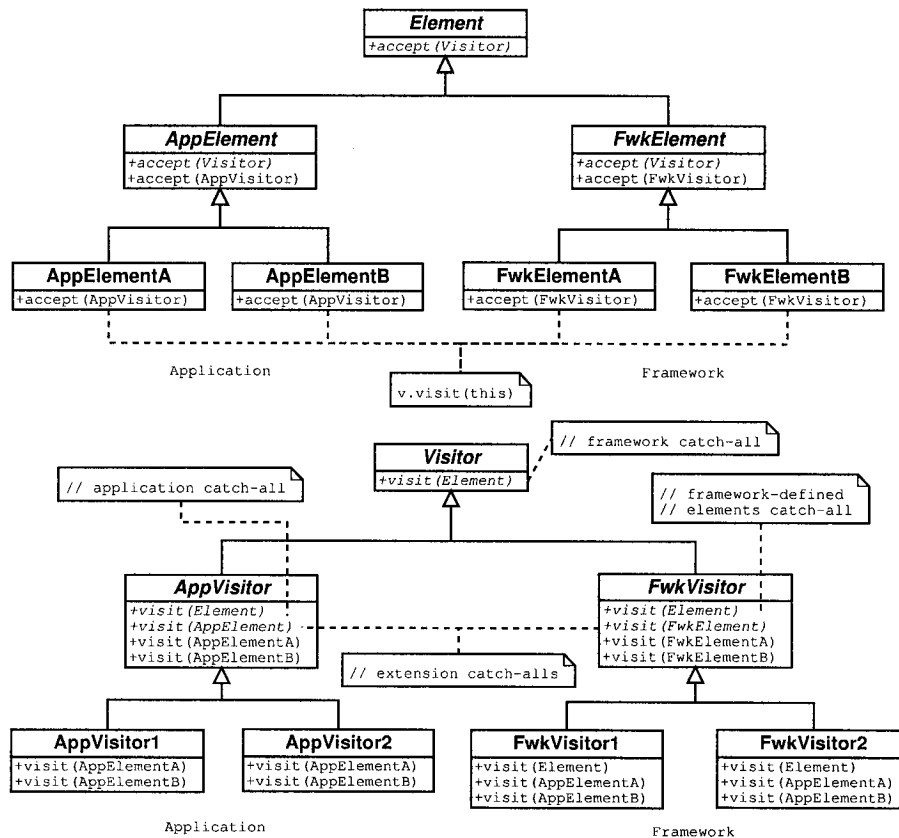 Element
+accept(Visitor)
AppElement
+accept(Visitor)
+accept(AppVisitor)
FwkElement
+accept(Visitor)
+accept(FwkVisitor)
AppElementA
+accept(AppVisitor)
AppElementB
+accept(AppVisitor)
FwkElementA
+accept(FwkVisitor)
FwkElementB
+accept(FwkVisitor)
Application
Framework
v.visit(this)
Visitor
+visit(Element)
// framework catch-all
// application catch-all
// framework-defined
// elements catch-all
AppVisitor
+visit(Element)
+visit(AppElement)
+visit(AppElementA)
+visit(AppElementB)
FwkVisitor
+visit(Element)
+visit(FwkElement)
+visit(FwkElementA)
+visit(FwkElementB)
// extension catch-alls
AppVisitor1
+visit(AppElementA)
+visit(AppElementB)
AppVisitor2
+visit(AppElementA)
+visit(AppElementB)
FwkVisitor1
+visit(Element)
+visit(AppElementA)
+visit(AppElementB)
FwkVisitor2
+visit(Element)
+visit(AppElementA)
+visit(AppElementB)
Application
Framework